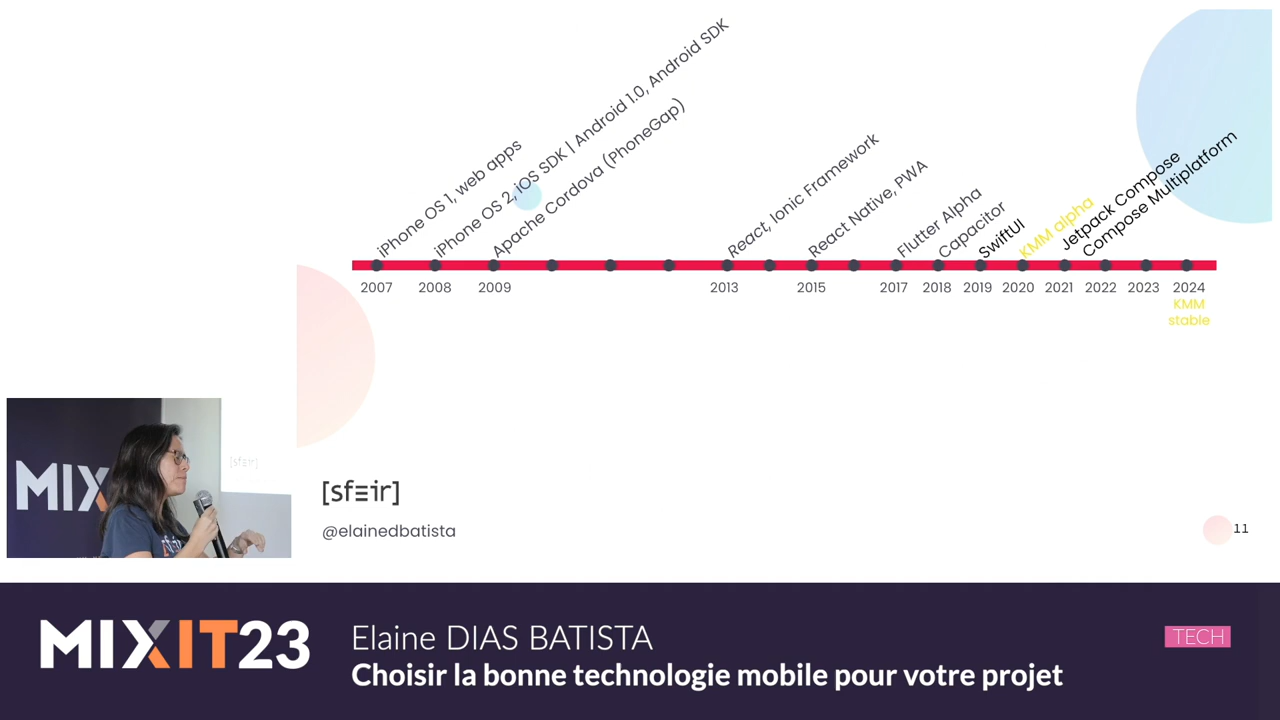 iPhone OS 1, web apps
iPhone OS 2, iOS SDK | Android 1.0, Android SDK
Apache Cordova (PhoneGap)
React, Ionic Framework
React Native, PWA
Flutter Alpha
Capacitor
SwiftUI
KMM alpha
Jetpack Compose
Compose Multiplatform
2007 2008 2009 2013 2015 2017 2018 2019 2020 2021 2022 2023 2024
KMM
stable
MIX
[sfeir]
[sfΞir]
@elainedbatista
11
MIXIT23
Elaine DIAS BATISTA
TECH
Choisir la bonne technologie mobile pour votre projet